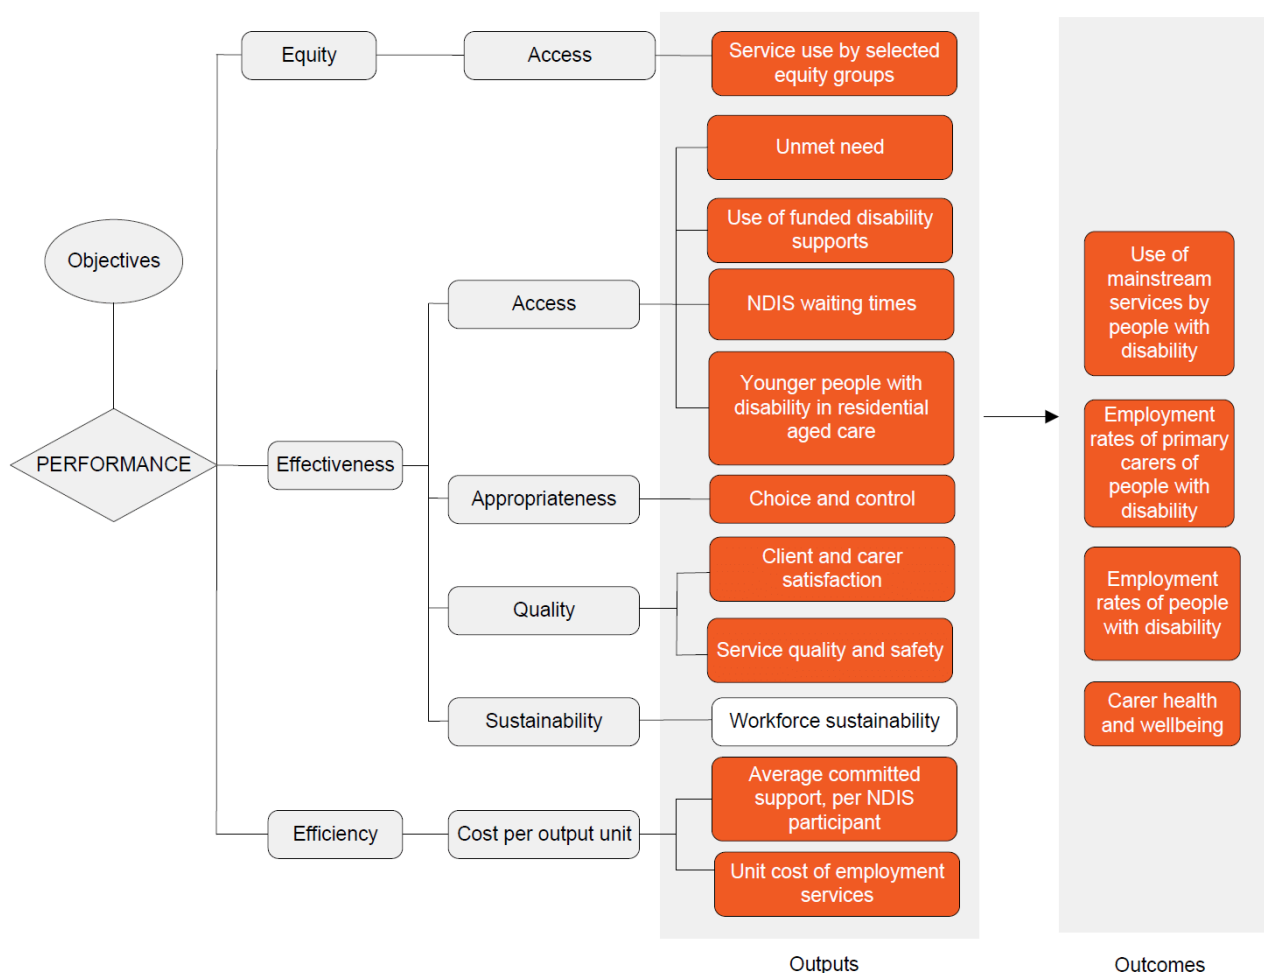 Equity
Access
Service use by selected
equity groups
Unmet need
Use of funded disability
supports
Objectives
Access
NDIS waiting times
Younger people with
disability in residential
aged care
PERFORMANCE
Effectiveness
Appropriateness
Choice and control
Client and carer
satisfaction
Quality
Service quality and safety
Sustainability
Workforce sustainability
Average committed
support, per NDIS
participant
Efficiency
Cost per output unit
Unit cost of employment
services
Outputs
Use of
mainstream
services by
people with
disability
Employment
rates of primary
carers of
people with
disability
Employment
rates of people
with disability
Carer health
and wellbeing
Outcomes